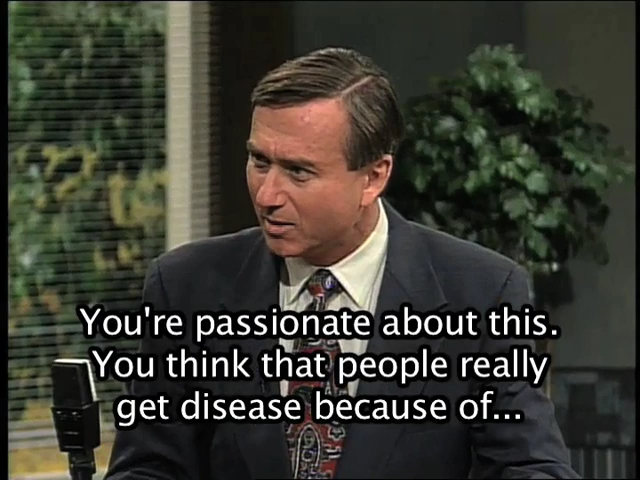 You're passionate about this.
You think that people really
get disease because of...